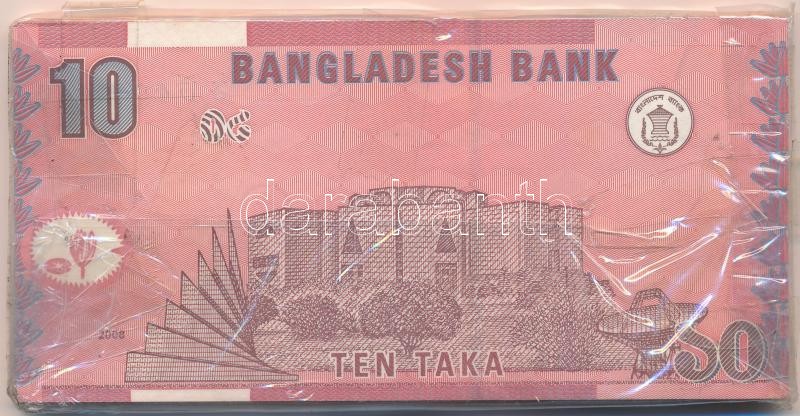 10
BANGLADESH BANK
বাংলাদেশ ব্যাংক
darabanth
2008
TEN TAKA